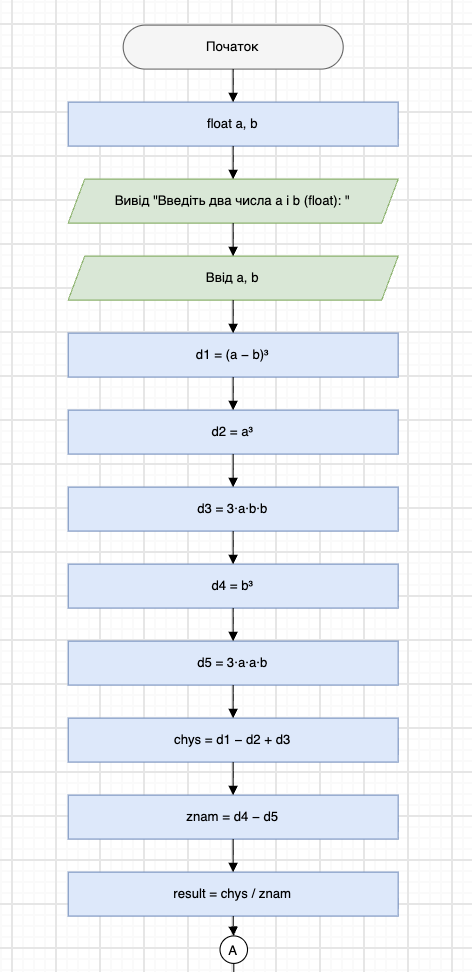 Початок
float a, b
Вивід "Введіть два числа a і b (float): "
Ввід a, b
d1 = (a − b)³
d2 = a³
d3 = 3·a·b·b
d4 = b³
d5 = 3·a·a·b
chys = d1 − d2 + d3
znam = d4 − d5
result = chys / znam
A